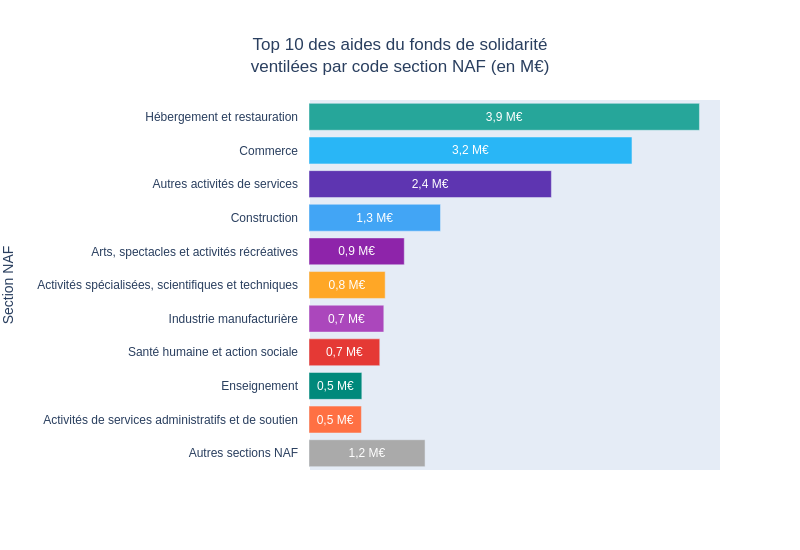 Top 10 des aides du fonds de solidarité
ventilées par code section NAF (en M€)
Section NAF
Hébergement et restauration 3,9 M€
Commerce 3,2 M€
Autres activités de services 2,4 M€
Construction 1,3 M€
Arts, spectacles et activités récréatives 0,9 M€
Activités spécialisées, scientifiques et techniques 0,8 M€
Industrie manufacturière 0,7 M€
Santé humaine et action sociale 0,7 M€
Enseignement 0,5 M€
Activités de services administratifs et de soutien 0,5 M€
Autres sections NAF 1,2 M€